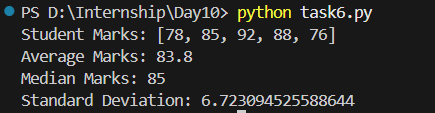 PS D:\Internship\Day10> python task6.py
Student Marks: [78, 85, 92, 88, 76]
Average Marks: 83.8
Median Marks: 85
Standard Deviation: 6.723094525588644